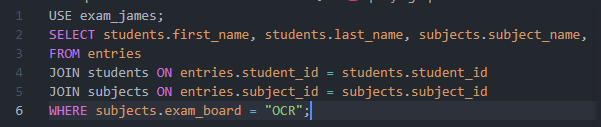 1 USE exam_james;
2 SELECT students.first_name, students.last_name, subjects.subject_name,
3 FROM entries
4 JOIN students ON entries.student_id = students.student_id
5 JOIN subjects ON entries.subject_id = subjects.subject_id
6 WHERE subjects.exam_board = "OCR";